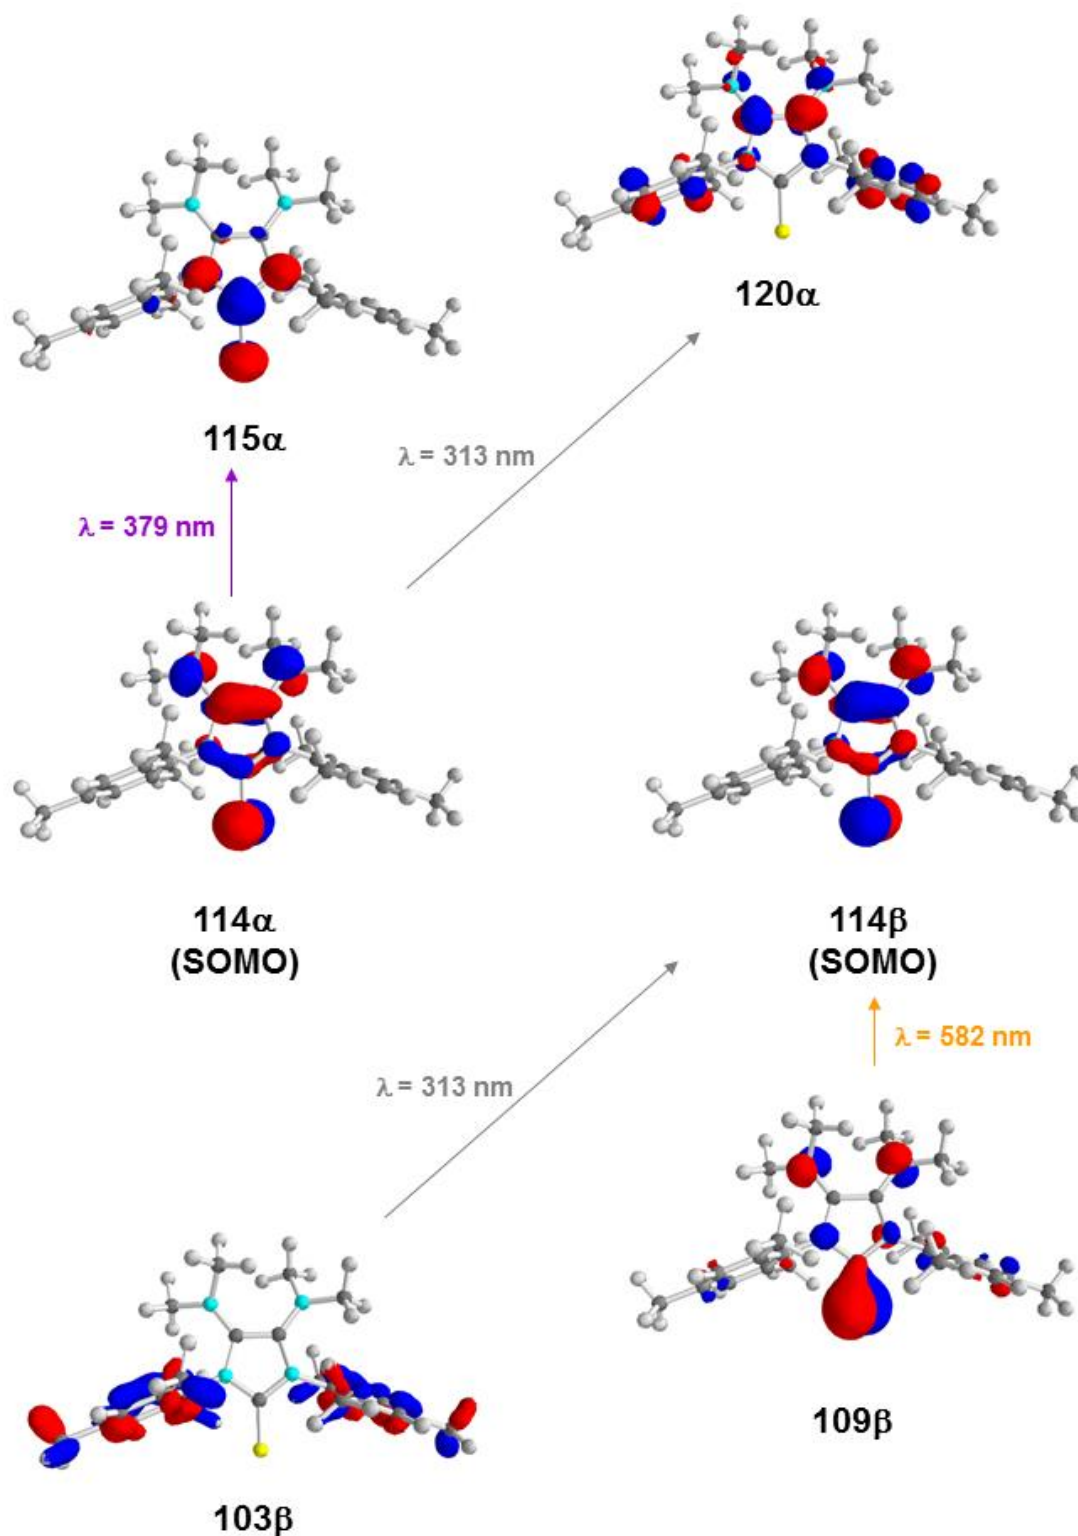 120α
115α
λ = 313 nm
λ = 379 nm
114α
(SOMO)
114β
(SOMO)
λ = 582 nm
λ = 313 nm
109β
103β